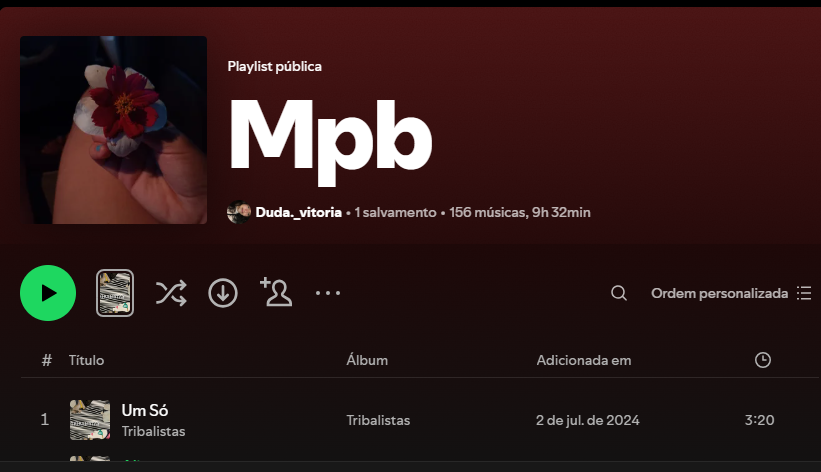 Playlist pública
Mpb
Duda._vitoria • 1 salvamento • 156 músicas, 9h 32min
Ordem personalizada
# Título Álbum Adicionada em
1 Um Só Tribalistas 2 de jul. de 2024 3:20
Tribalistas